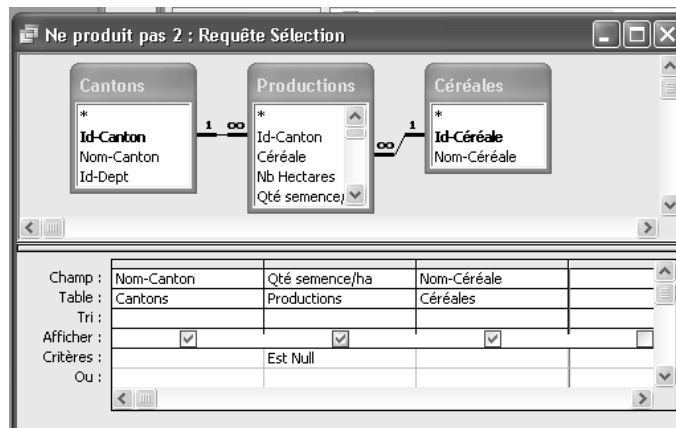 Ne produit pas 2 : Requête Sélection
Cantons Productions Céréales
*
Id-Canton
Nom-Canton
Id-Dept
1 ∞
*
Id-Canton
Céréale
Nb Hectares
Qté semence/
∞ 1
*
Id-Céréale
Nom-Céréale
Champ : Nom-Canton Qté semence/ha Nom-Céréale
Table : Cantons Productions Céréales
Tri :
Afficher :
Critères : Est Null
Ou :